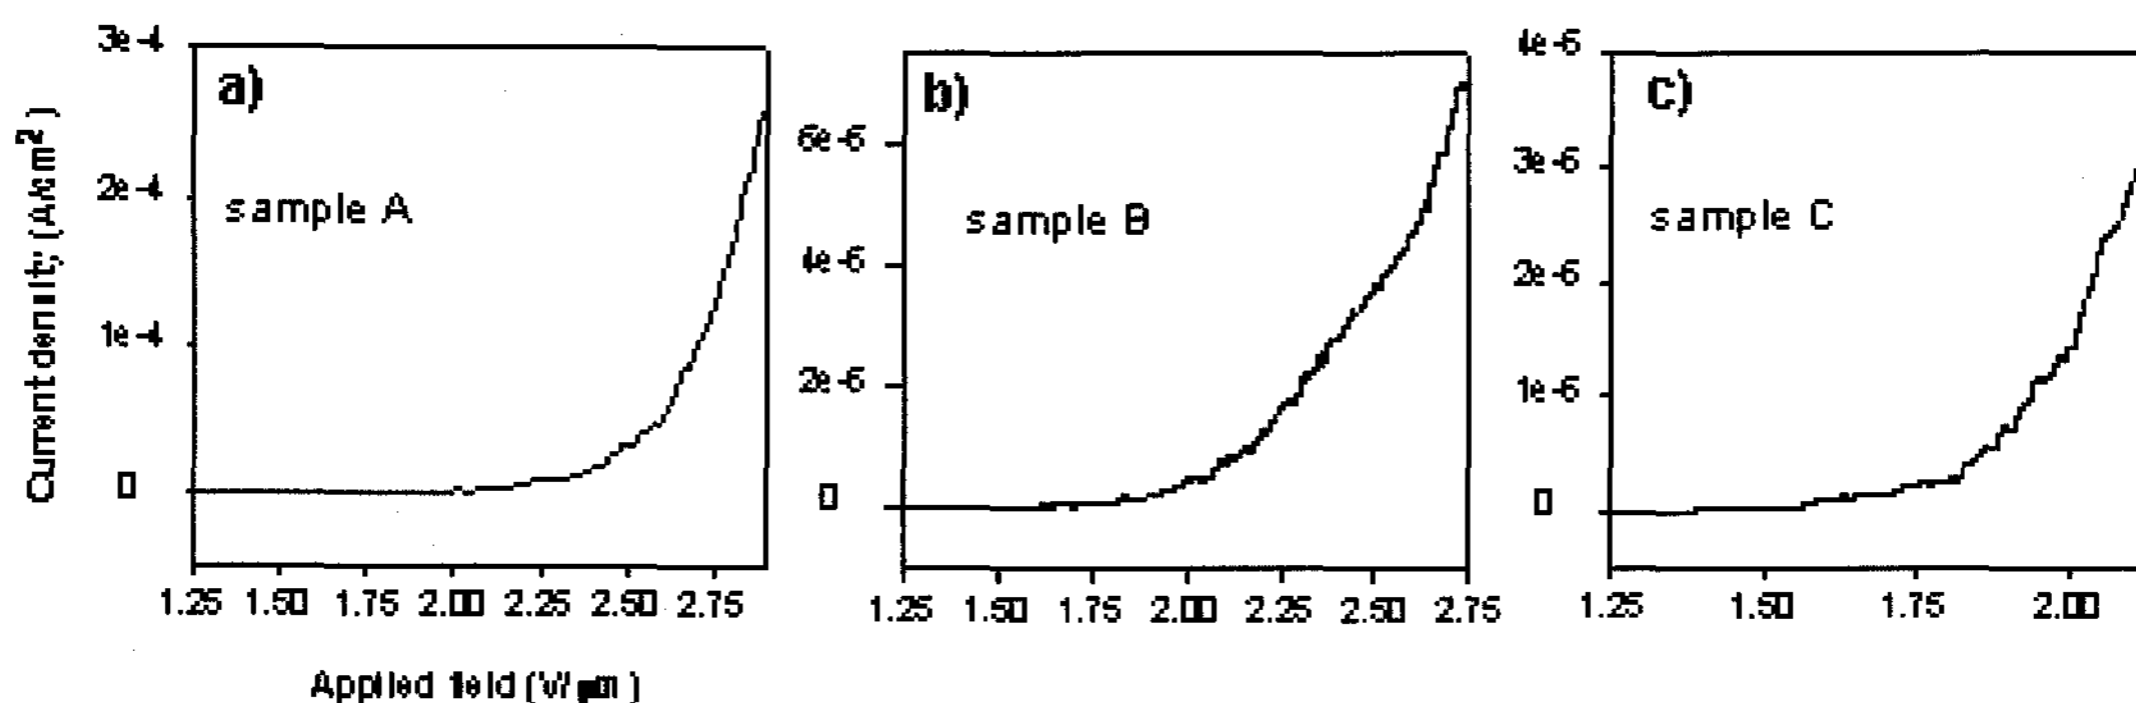 a)
sample A
3e-4
2e-4
1e-4
0
1.25 1.50 1.75 2.00 2.25 2.50 2.75
Current density (A/cm²)
Applied field (V/µm)
b)
sample B
6e-6
4e-6
2e-6
0
1.25 1.50 1.75 2.00 2.25 2.50 2.75
c)
sample C
4e-6
3e-6
2e-6
1e-6
0
1.25 1.50 1.75 2.00